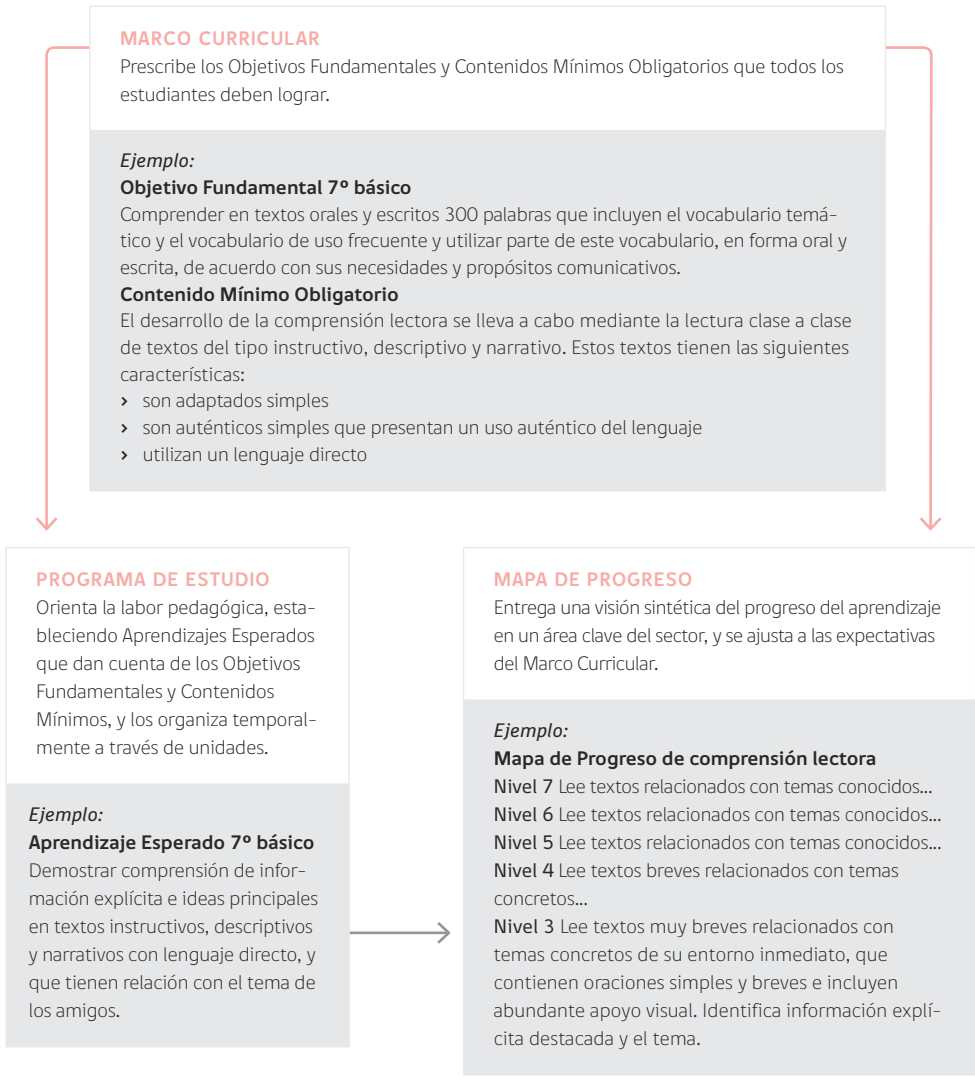 MARCO CURRICULAR
Prescribe los Objetivos Fundamentales y Contenidos Mínimos Obligatorios que todos los
estudiantes deben lograr.
Ejemplo:
Objetivo Fundamental 7º básico
Comprender en textos orales y escritos 300 palabras que incluyen el vocabulario temá-
tico y el vocabulario de uso frecuente y utilizar parte de este vocabulario, en forma oral y
escrita, de acuerdo con sus necesidades y propósitos comunicativos.
Contenido Mínimo Obligatorio
El desarrollo de la comprensión lectora se lleva a cabo mediante la lectura clase a clase
de textos del tipo instructivo, descriptivo y narrativo. Estos textos tienen las siguientes
características:
› son adaptados simples
› son auténticos simples que presentan un uso auténtico del lenguaje
› utilizan un lenguaje directo
PROGRAMA DE ESTUDIO
Orienta la labor pedagógica, esta-
bleciendo Aprendizajes Esperados
que dan cuenta de los Objetivos
Fundamentales y Contenidos
Mínimos, y los organiza temporal-
mente a través de unidades.
Ejemplo:
Aprendizaje Esperado 7º básico
Demostrar comprensión de infor-
mación explícita e ideas principales
en textos instructivos, descriptivos
y narrativos con lenguaje directo, y
que tienen relación con el tema de
los amigos.
MAPA DE PROGRESO
Entrega una visión sintética del progreso del aprendizaje
en un área clave del sector, y se ajusta a las expectativas
del Marco Curricular.
Ejemplo:
Mapa de Progreso de comprensión lectora
Nivel 7 Lee textos relacionados con temas conocidos...
Nivel 6 Lee textos relacionados con temas conocidos...
Nivel 5 Lee textos relacionados con temas conocidos...
Nivel 4 Lee textos breves relacionados con temas
concretos...
Nivel 3 Lee textos muy breves relacionados con
temas concretos de su entorno inmediato, que
contienen oraciones simples y breves e incluyen
abundante apoyo visual. Identifica información explí-
cita destacada y el tema.